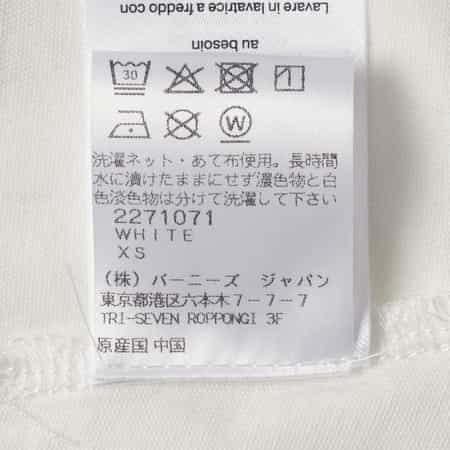 Lavare in lavatrice a freddo con
au besoin
30
W
洗濯ネット・あて布使用。長時間
水に漬けたままにせず濃色物と白
色淡色物は分けて洗濯して下さい
2271071
WHITE
XS
(株) バーニーズ ジャパン
東京都港区六本木7-7-7
TRI-SEVEN ROPPONGI 3F
原産国 中国